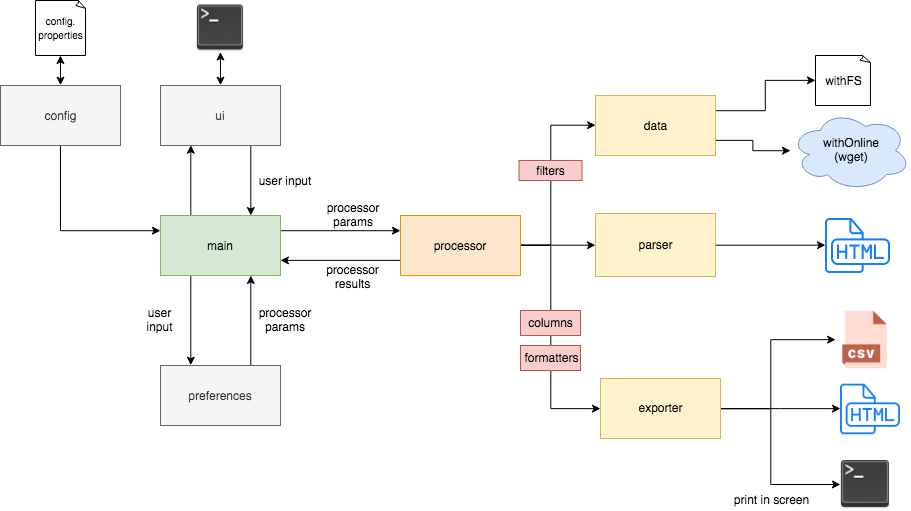 config.
properties
>_
config
ui
data
withFS
withOnline
(wget)
filters
user input
processor
params
main
processor
parser
HTML
processor
results
user
input
processor
params
columns
formatters
CSV
preferences
exporter
HTML
>_
print in screen